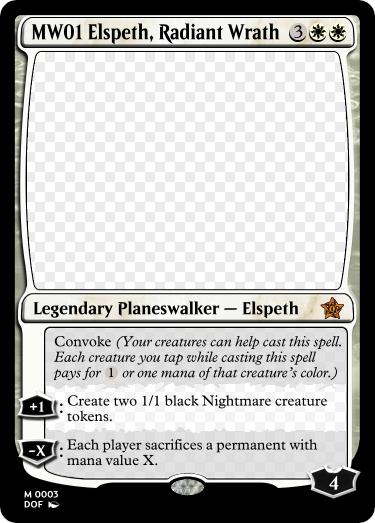 MW01 Elspeth, Radiant Wrath 3
Legendary Planeswalker — Elspeth
Convoke (Your creatures can help cast this spell.
Each creature you tap while casting this spell
pays for 1 or one mana of that creature's color.)
+1: Create two 1/1 black Nightmare creature
tokens.
-X: Each player sacrifices a permanent with
mana value X.
4
M 0003
DOF